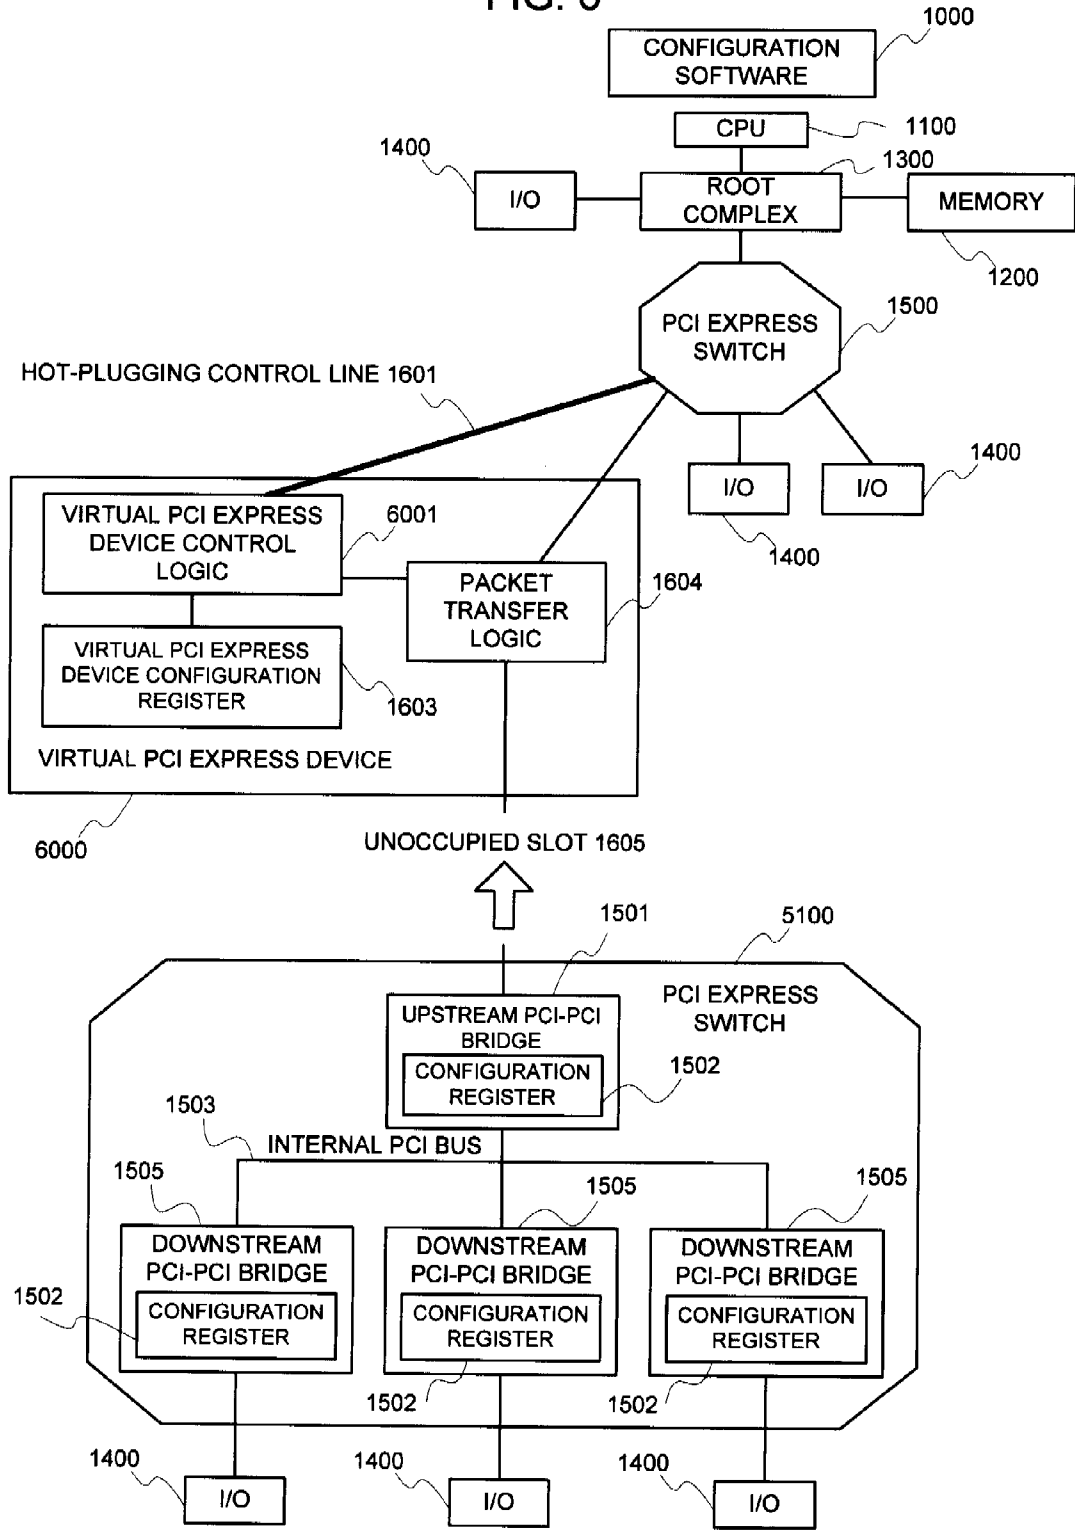 1000
CONFIGURATION
SOFTWARE
CPU
1100
1400
1300
I/O
ROOT
COMPLEX
MEMORY
1200
PCI EXPRESS
SWITCH
1500
HOT-PLUGGING CONTROL LINE 1601
I/O
I/O
1400
1400
VIRTUAL PCI EXPRESS
DEVICE CONTROL
LOGIC
6001
PACKET
TRANSFER
LOGIC
1604
VIRTUAL PCI EXPRESS
DEVICE CONFIGURATION
REGISTER
1603
VIRTUAL PCI EXPRESS DEVICE
6000
UNOCCUPIED SLOT 1605
1501
5100
PCI EXPRESS
SWITCH
UPSTREAM PCI-PCI
BRIDGE
CONFIGURATION
REGISTER
1502
1503
INTERNAL PCI BUS
1505
1505
1505
DOWNSTREAM
PCI-PCI BRIDGE
CONFIGURATION
REGISTER
1502
DOWNSTREAM
PCI-PCI BRIDGE
CONFIGURATION
REGISTER
1502
DOWNSTREAM
PCI-PCI BRIDGE
CONFIGURATION
REGISTER
1502
1400
I/O
1400
I/O
1400
I/O